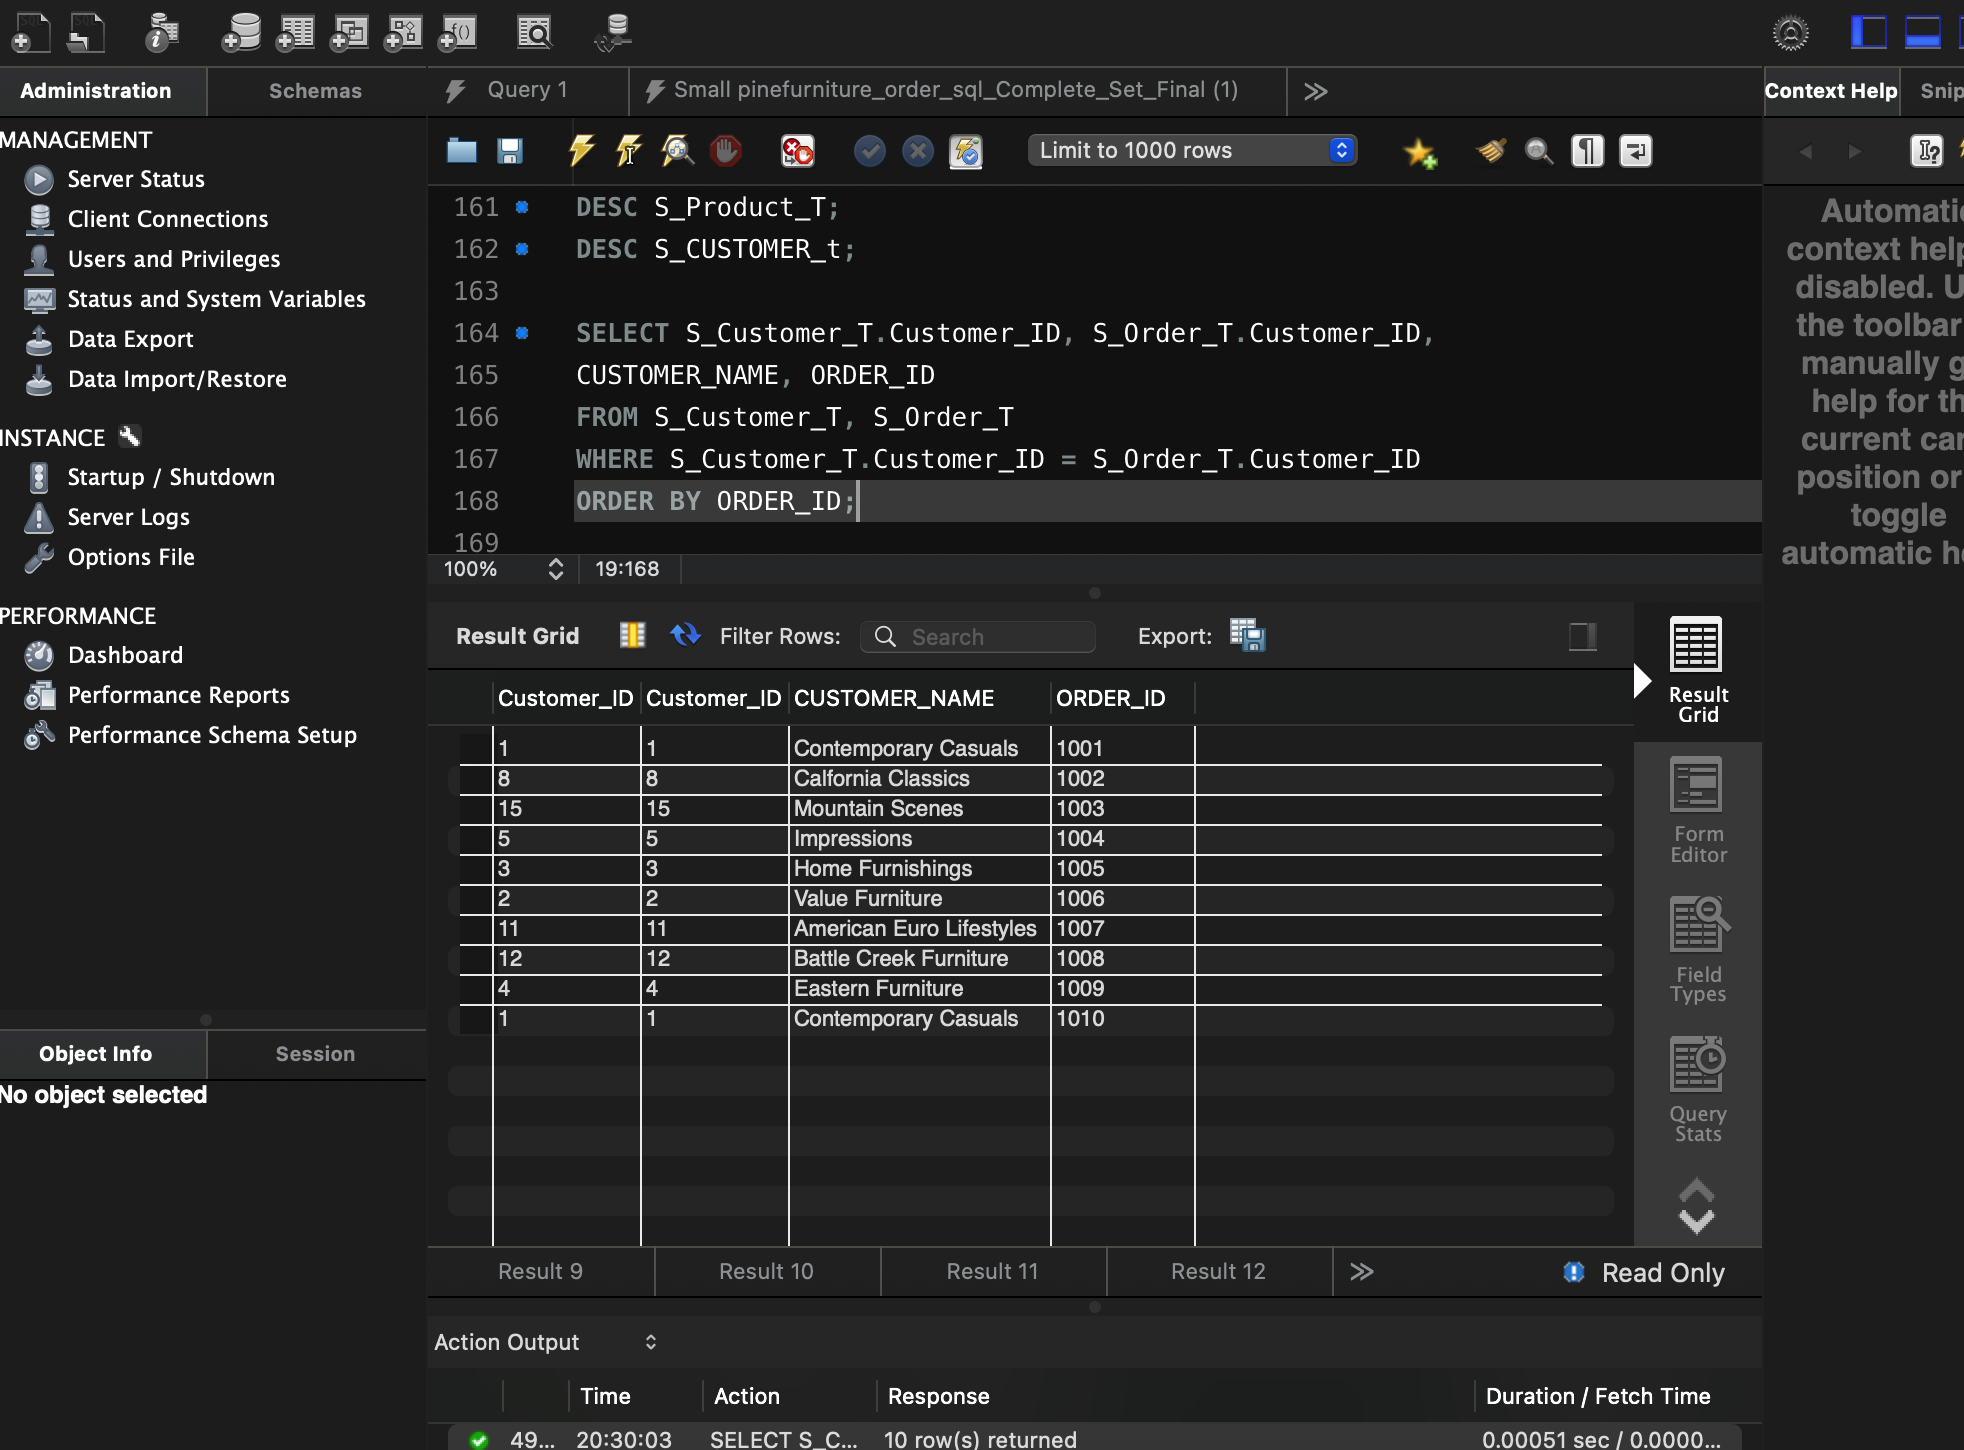 Administration
Schemas
Query 1
Small pinefurniture_order_sql_Complete_Set_Final (1)
Context Help
MANAGEMENT
Server Status
Client Connections
Users and Privileges
Status and System Variables
Data Export
Data Import/Restore
INSTANCE
Startup / Shutdown
Server Logs
Options File
PERFORMANCE
Dashboard
Performance Reports
Performance Schema Setup
Object Info
Session
No object selected
Limit to 1000 rows
161 DESC S_Product_T;
162 DESC S_CUSTOMER_t;
163
164 SELECT S_Customer_T.Customer_ID, S_Order_T.Customer_ID,
165 CUSTOMER_NAME, ORDER_ID
166 FROM S_Customer_T, S_Order_T
167 WHERE S_Customer_T.Customer_ID = S_Order_T.Customer_ID
168 ORDER BY ORDER_ID;
169
100% 19:168
Result Grid Filter Rows: Search Export:
Customer_ID Customer_ID CUSTOMER_NAME ORDER_ID
1 1 Contemporary Casuals 1001
8 8 Calfornia Classics 1002
15 15 Mountain Scenes 1003
5 5 Impressions 1004
3 3 Home Furnishings 1005
2 2 Value Furniture 1006
11 11 American Euro Lifestyles 1007
12 12 Battle Creek Furniture 1008
4 4 Eastern Furniture 1009
1 1 Contemporary Casuals 1010
Result
Grid
Form
Editor
Field
Types
Query
Stats
Result 9 Result 10 Result 11 Result 12 Read Only
Action Output
Time Action Response Duration / Fetch Time
49... 20:30:03 SELECT S_C... 10 row(s) returned 0.00051 sec / 0.0000...
context
disabled.
the toolbar
manually
help for
current
position or
toggle
automatic